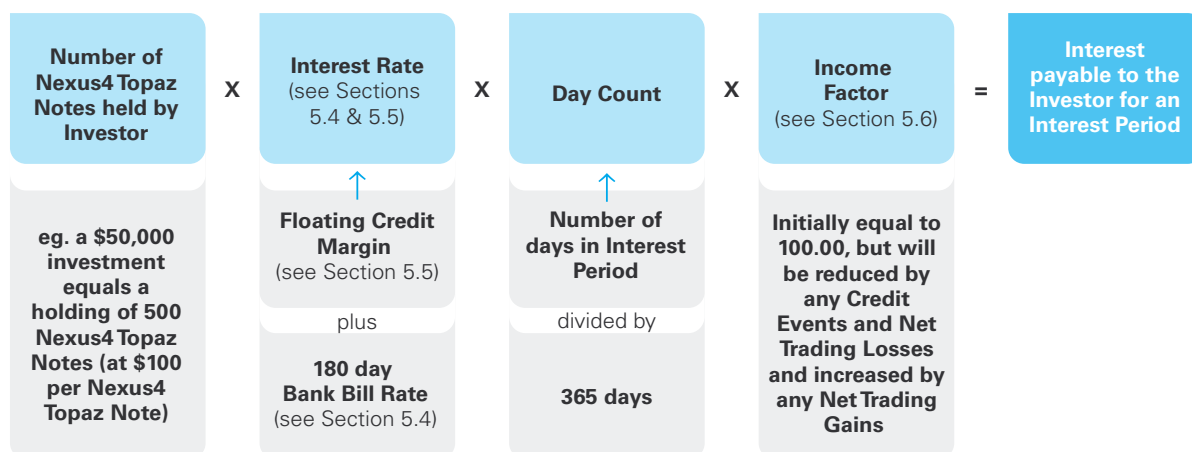 Number of
Nexus4 Topaz
Notes held by
Investor
X
Interest Rate
(see Sections
5.4 & 5.5)
X
Day Count
X
Income
Factor
(see Section 5.6)
=
Interest
payable to the
Investor for an
Interest Period
eg. a $50,000
investment
equals a
holding of 500
Nexus4 Topaz
Notes (at $100
per Nexus4
Topaz Note)
Floating Credit
Margin
(see Section 5.5)
plus
180 day
Bank Bill Rate
(see Section 5.4)
Number of
days in Interest
Period
divided by
365 days
Initially equal to
100.00, but will
be reduced by
any Credit
Events and Net
Trading Losses
and increased by
any Net Trading
Gains